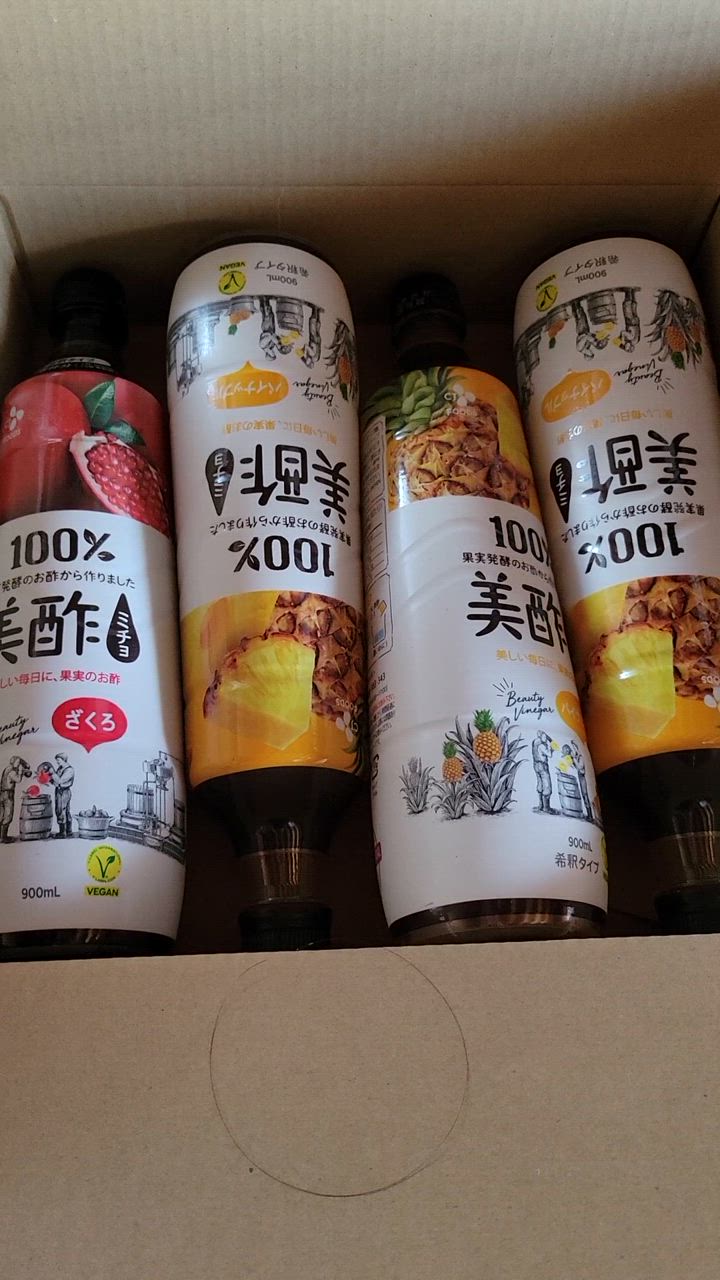 100%
発酵のお酢から作りました
美酢
ミチョ
しい毎日に、果実のお酢
ざくろ
Beauty
Vinegar
900mL
VEGAN
100%
果実発酵のお酢から作りました
美酢
ミチョ
美しい毎日に、果実のお酢
パイナップル
Beauty
Vinegar
900mL
希釈タイプ
VEGAN
100%
果実発酵のお酢から
美酢
美しい毎日に、果
Beauty
Vinegar
パイ
900mL
希釈タイプ
100%
果実発酵のお酢から作りました
美酢
ミチョ
美しい毎日に、果実のお酢
パイナップル
Beauty
Vinegar
900mL
希釈タイプ
VEGAN